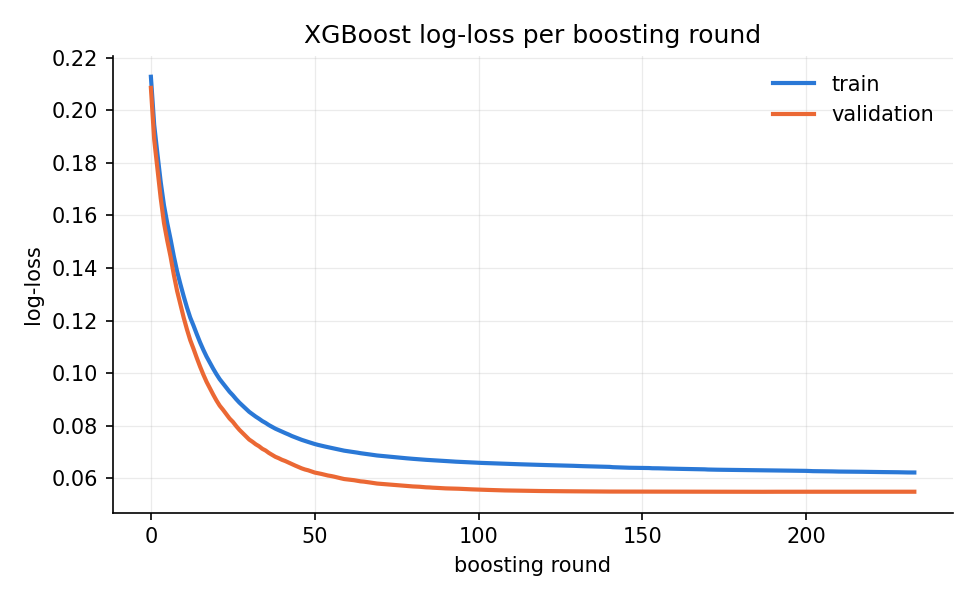 XGBoost log-loss per boosting round
0.22
0.20
0.18
0.16
0.14
0.12
0.10
0.08
0.06
log-loss
train
validation
0 50 100 150 200
boosting round